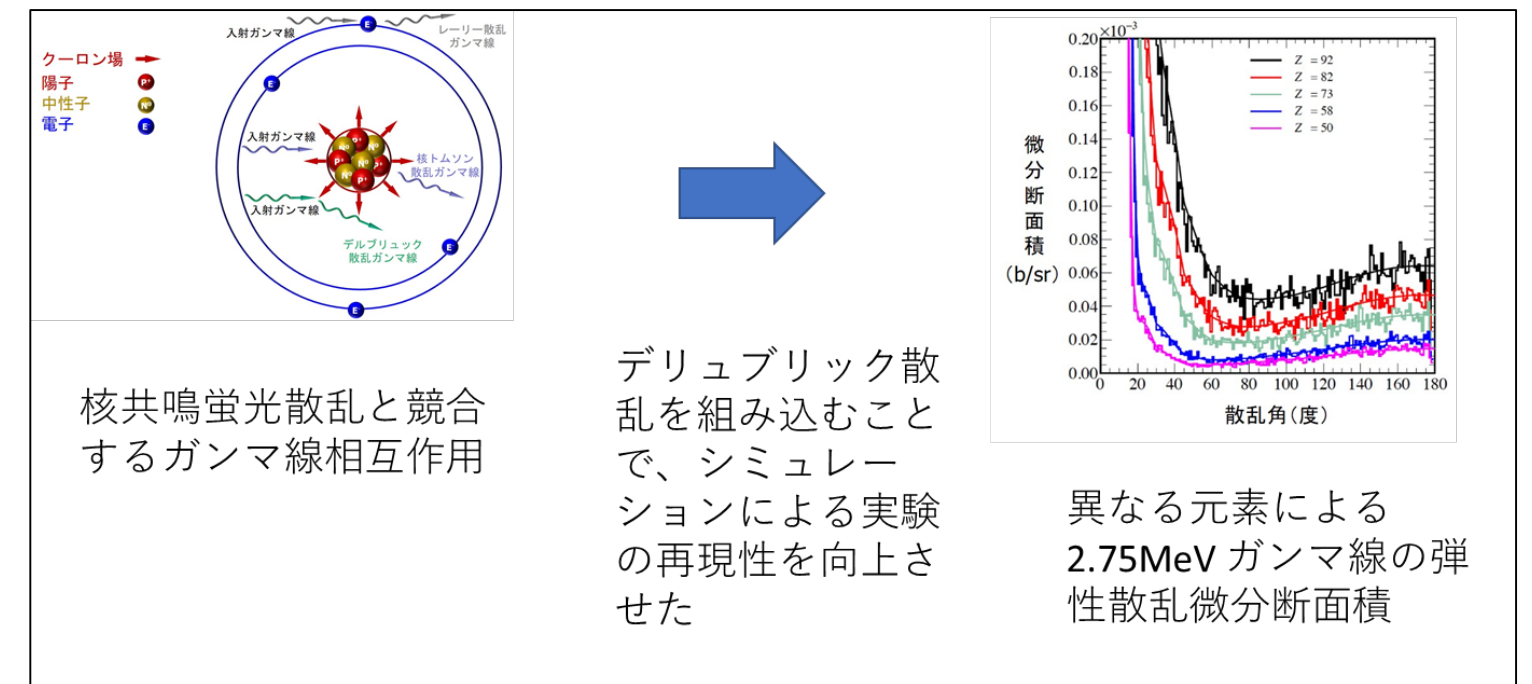 クーロン場
陽子
中性子
電子
P⁺
N⁰
E
入射ガンマ線
レーリー散乱
ガンマ線
E
E
入射ガンマ線
核トムソン
散乱ガンマ線
P⁺
N⁰
N⁰
P⁺
N⁰
P⁺
N⁰
P⁺
入射ガンマ線
デルブリュック
散乱ガンマ線
E
E
核共鳴蛍光散乱と競合
するガンマ線相互作用
デリュブリック散
乱を組み込むこと
で、シミュレー
ションによる実験
の再現性を向上さ
せた
×10⁻³
0.20
0.18
0.16
0.14
0.12
0.10
0.08
0.06
0.04
0.02
0.00
微分断面積
(b/sr)
Z = 92
Z = 82
Z = 73
Z = 58
Z = 50
0 20 40 60 80 100 120 140 160 180
散乱角(度)
異なる元素による
2.75MeV ガンマ線の弾
性散乱微分断面積